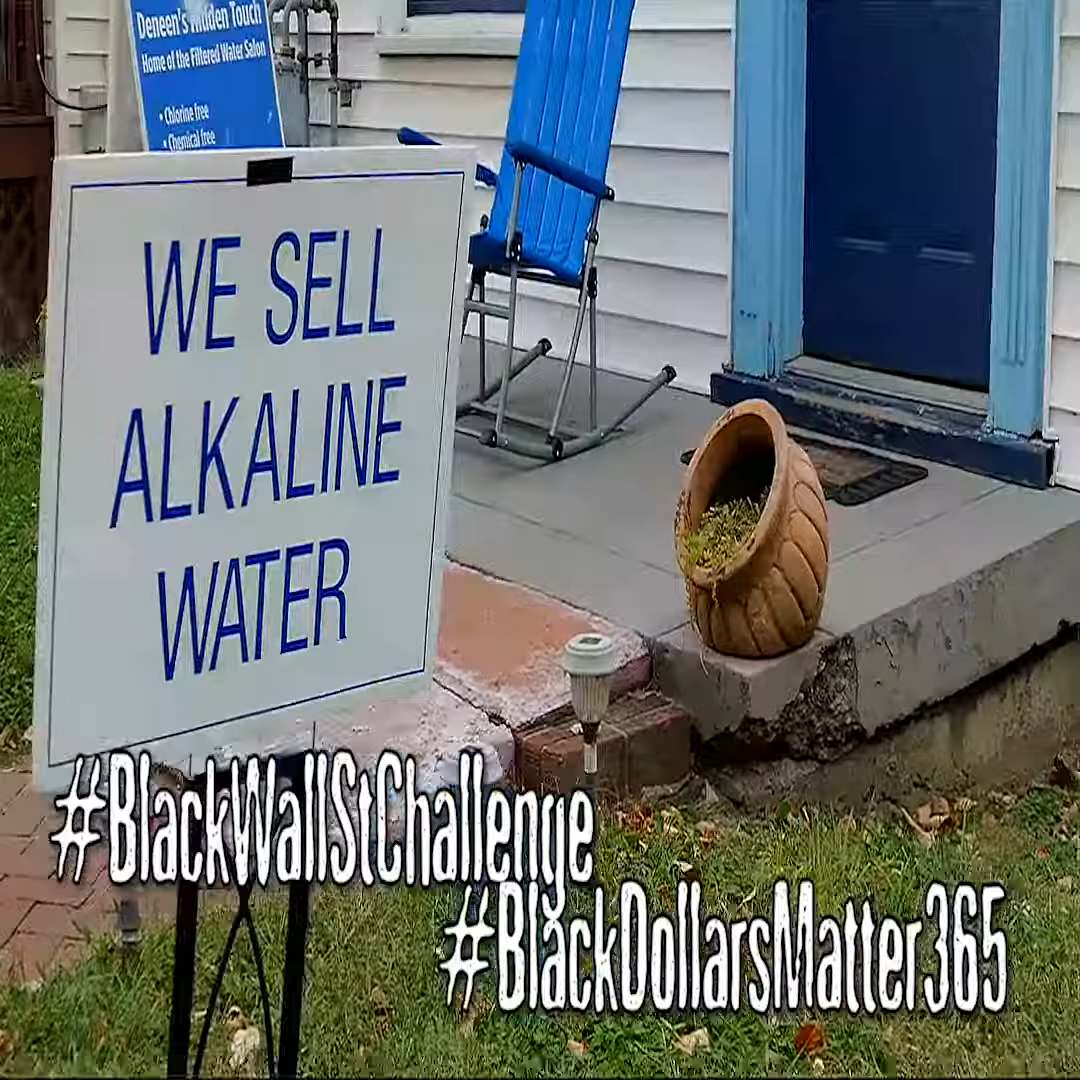 Deneen's Hidden Touch
Home of the Filtered Water Salon
• Chlorine free
• Chemical free
WE SELL
ALKALINE
WATER
#BlackWallStChallenge
#BlackDollarsMatter365